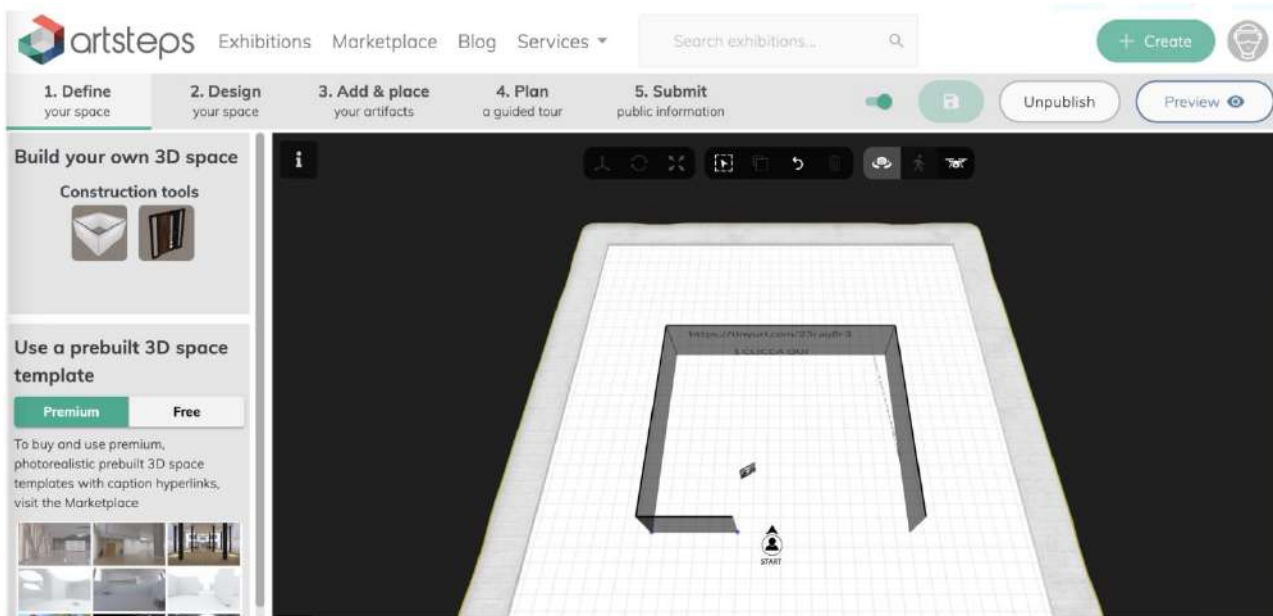 artsteps
Exhibitions Marketplace Blog Services
Search exhibitions...
+ Create
1. Define
your space
2. Design
your space
3. Add & place
your artifacts
4. Plan
a guided tour
5. Submit
public information
Unpublish
Preview
Build your own 3D space
Construction tools
i
Use a prebuilt 3D space
template
Premium
Free
To buy and use premium,
photorealistic prebuilt 3D space
templates with caption hyperlinks,
visit the Marketplace
CLICCA QUI
START